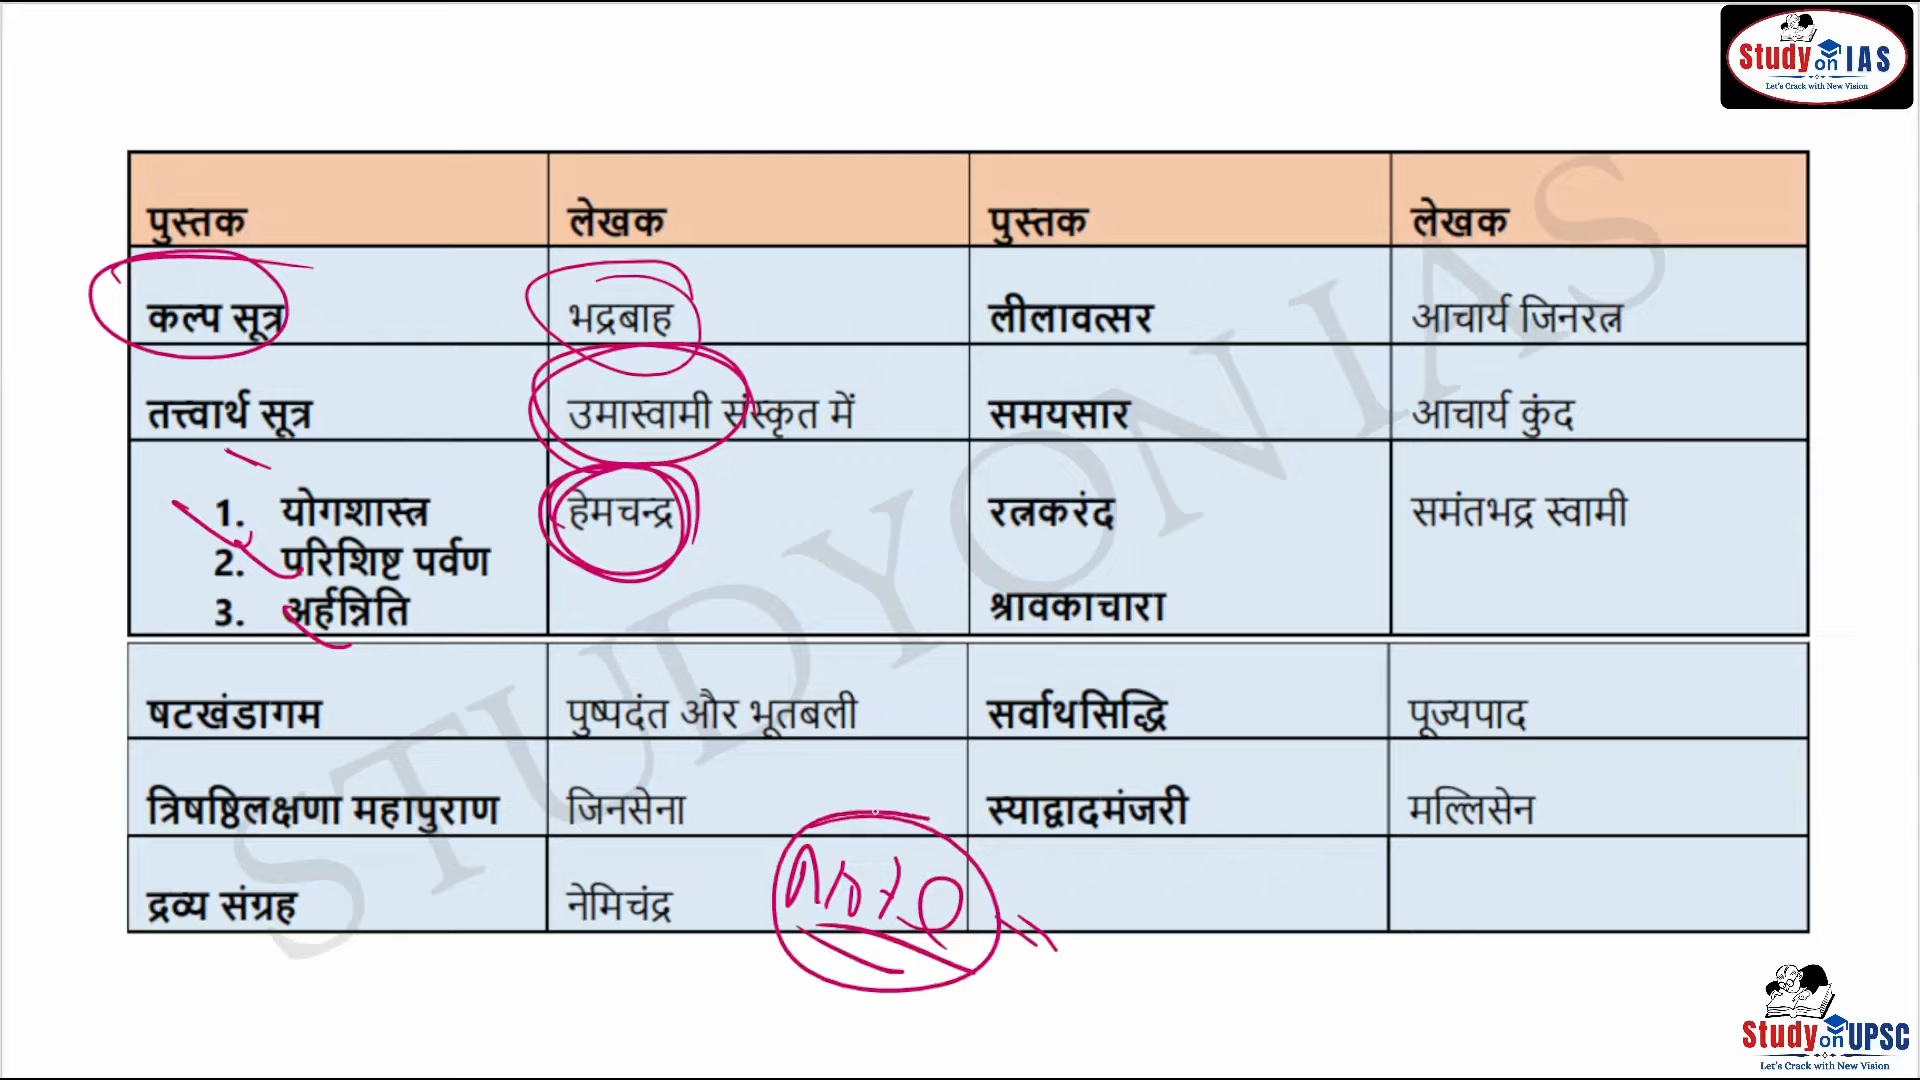 Study on IAS
Let's Crack with New Vision
पुस्तक लेखक पुस्तक लेखक
कल्प सूत्र भद्रबाह लीलावत्सर आचार्य जिनरत्न
तत्त्वार्थ सूत्र उमास्वामी संस्कृत में समयसार आचार्य कुंद
1. योगशास्त्र हेमचन्द्र रत्नकरंद समंतभद्र स्वामी
2. परिशिष्ट पर्वण
3. अर्हन्निति श्रावकाचारा
षटखंडागम पुष्पदंत और भूतबली सर्वाथसिद्धि पूज्यपाद
त्रिषष्ठिलक्षणा महापुराण जिनसेना स्याद्वादमंजरी मल्लिसेन
द्रव्य संग्रह नेमिचंद्र
STUDYON IAS
Study on UPSC
Let's Crack with New Vision